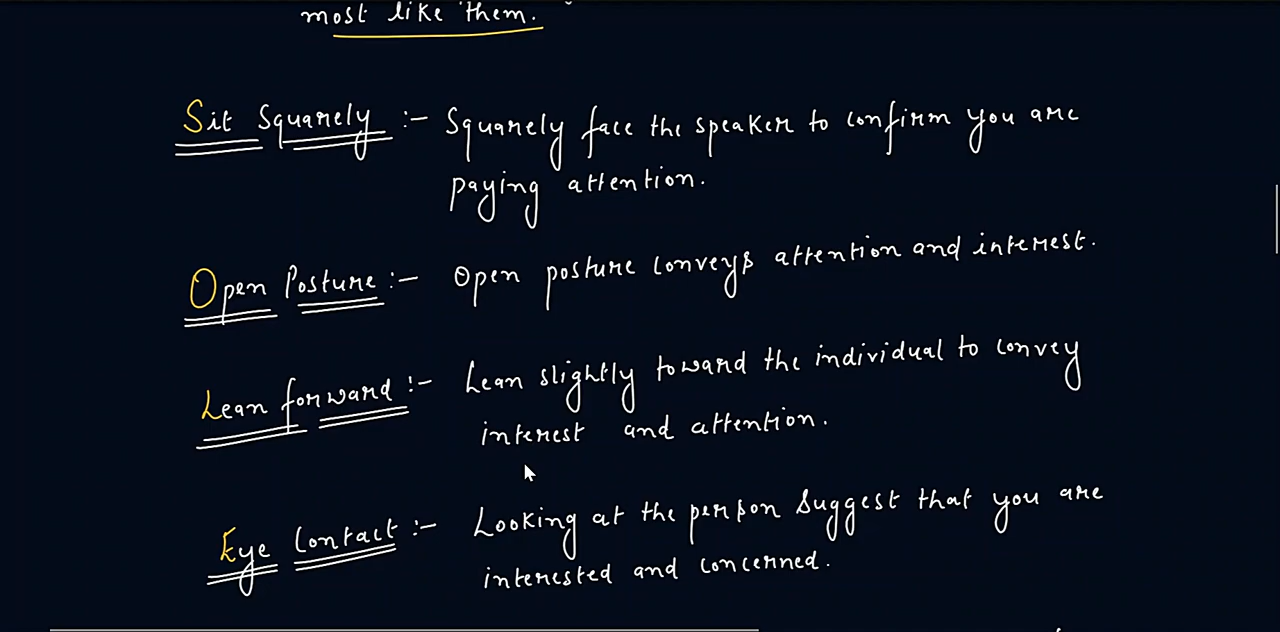 most like them.
Sit Squarely :- Squarely face the speaker to confirm you are
paying attention.
Open Posture :- Open posture conveys attention and interest.
Lean forward :- Lean slightly toward the individual to convey
interest and attention.
Eye Contact :- Looking at the person Suggest that you are
interested and concerned.